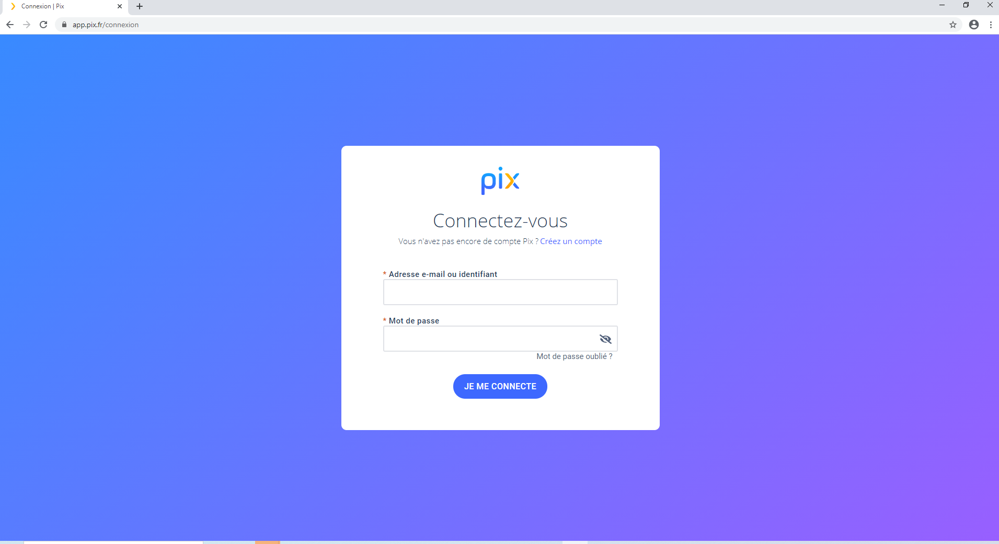 Connexion | Pix
app.pix.fr/connexion
pix
Connectez-vous
Vous n'avez pas encore de compte Pix ? Créez un compte
* Adresse e-mail ou identifiant
* Mot de passe
Mot de passe oublié ?
JE ME CONNECTE